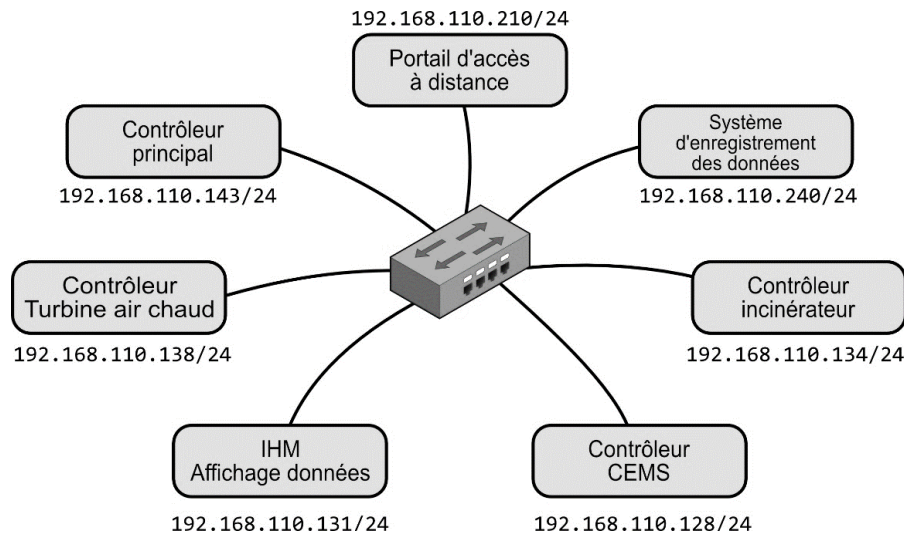 192.168.110.210/24
Portail d'accès
à distance
Contrôleur
principal
192.168.110.143/24
Système
d'enregistrement
des données
192.168.110.240/24
Contrôleur
Turbine air chaud
192.168.110.138/24
Contrôleur
incinérateur
192.168.110.134/24
IHM
Affichage données
192.168.110.131/24
Contrôleur
CEMS
192.168.110.128/24